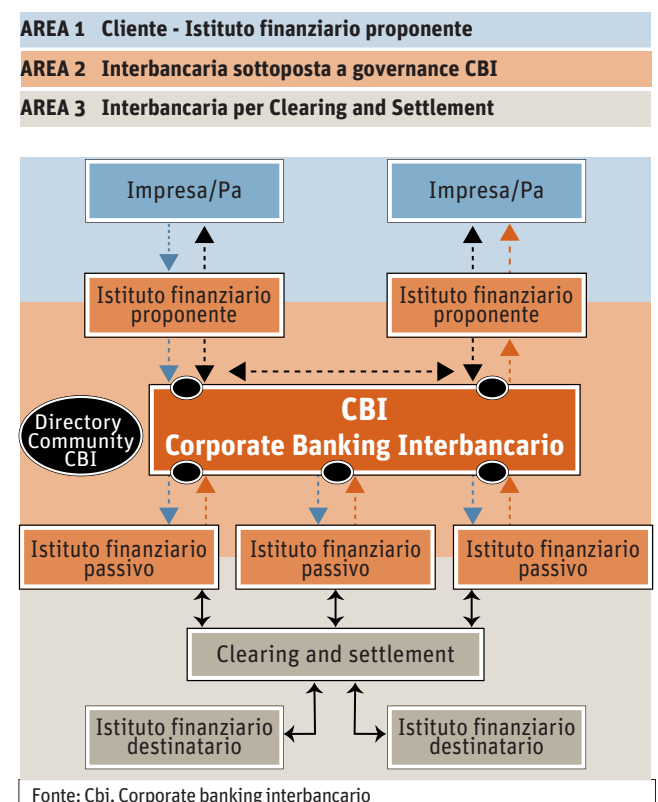 AREA 1 Cliente - Istituto finanziario proponente
AREA 2 Interbancaria sottoposta a governance CBI
AREA 3 Interbancaria per Clearing and Settlement
Impresa/Pa
Impresa/Pa
Istituto finanziario
proponente
Istituto finanziario
proponente
Directory
Community
CBI
CBI
Corporate Banking Interbancario
Istituto finanziario
passivo
Istituto finanziario
passivo
Istituto finanziario
passivo
Clearing and settlement
Istituto finanziario
destinatario
Istituto finanziario
destinatario
Fonte: Cbi, Corporate banking interbancario